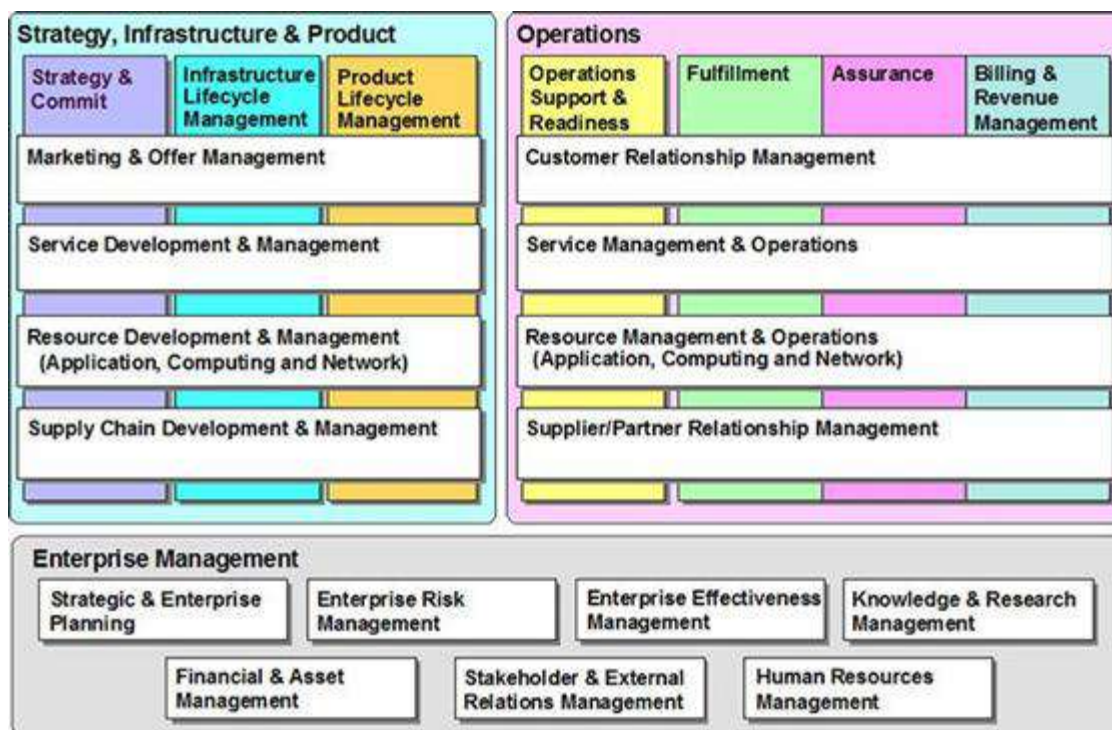 Strategy, Infrastructure & Product
Strategy &
Commit
Infrastructure
Lifecycle
Management
Product
Lifecycle
Management
Marketing & Offer Management
Service Development & Management
Resource Development & Management
(Application, Computing and Network)
Supply Chain Development & Management
Operations
Operations
Support &
Readiness
Fulfillment
Assurance
Billing &
Revenue
Management
Customer Relationship Management
Service Management & Operations
Resource Management & Operations
(Application, Computing and Network)
Supplier/Partner Relationship Management
Enterprise Management
Strategic & Enterprise
Planning
Enterprise Risk
Management
Enterprise Effectiveness
Management
Knowledge & Research
Management
Financial & Asset
Management
Stakeholder & External
Relations Management
Human Resources
Management